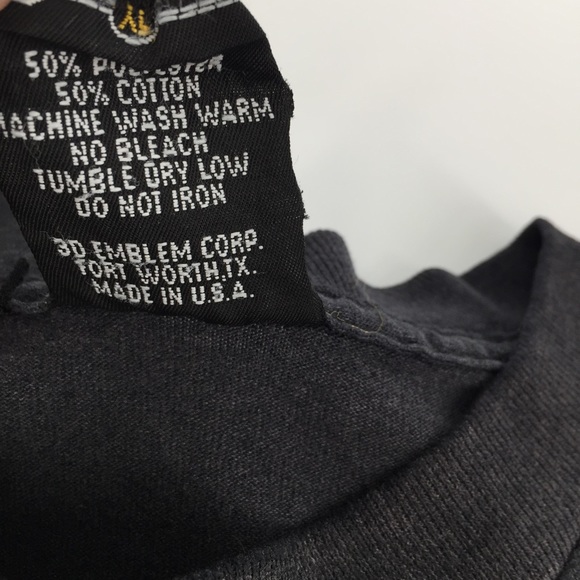 50% POLYESTER
50% COTTON
MACHINE WASH WARM
NO BLEACH
TUMBLE DRY LOW
DO NOT IRON
3D EMBLEM CORP.
FORT WORTH,TX.
MADE IN U.S.A.